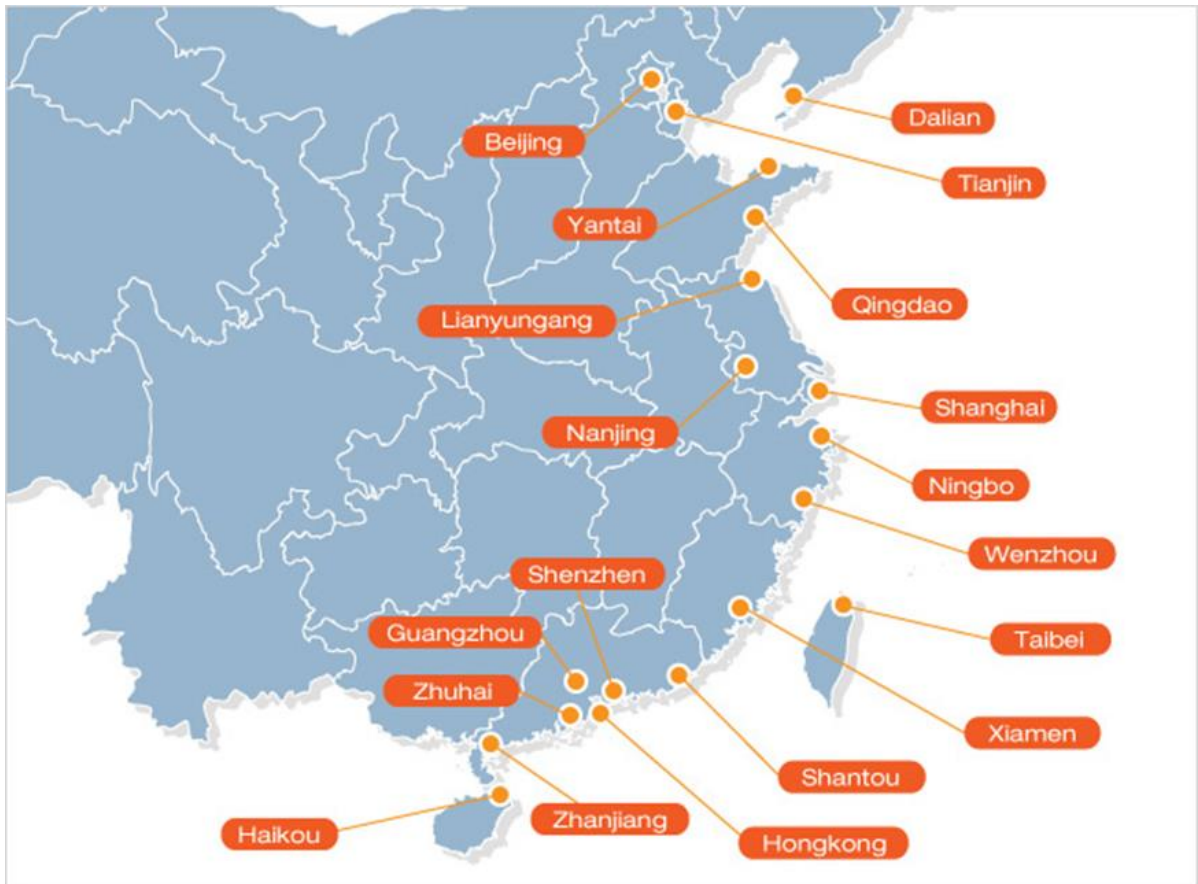 Dalian
Beijing
Tianjin
Yantai
Qingdao
Lianyungang
Shanghai
Nanjing
Ningbo
Wenzhou
Shenzhen
Guangzhou
Taibei
Zhuhai
Xiamen
Shantou
Zhanjiang
Haikou
Hongkong